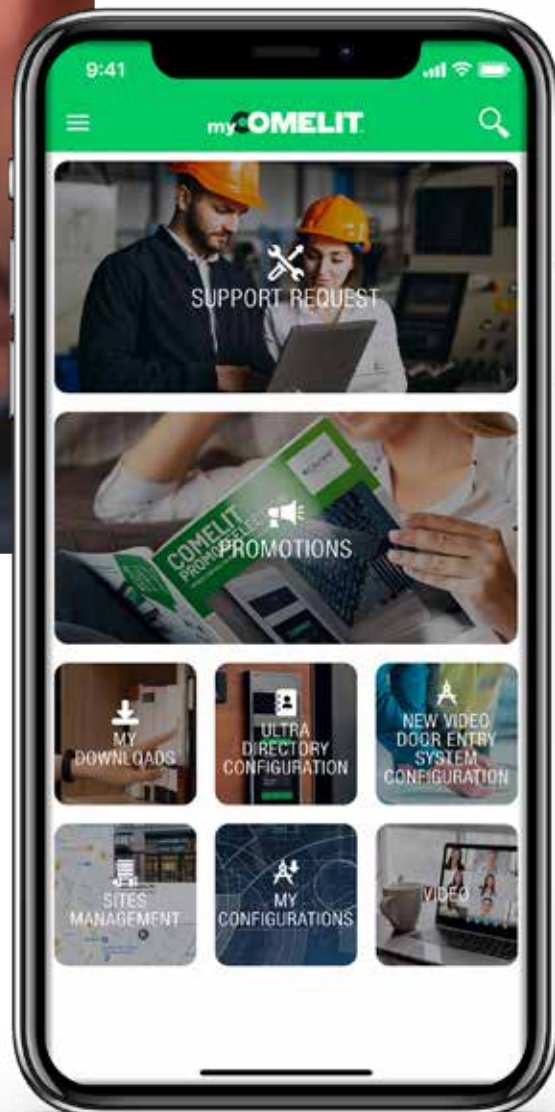 9:41
myCOMELIT
SUPPORT REQUEST
COMELIT
PROMOTIONS
MY
DOWNLOADS
ULTRA
DIRECTORY
CONFIGURATION
NEW VIDEO
DOOR ENTRY
SYSTEM
CONFIGURATION
SITES
MANAGEMENT
MY
CONFIGURATIONS
VIDEO